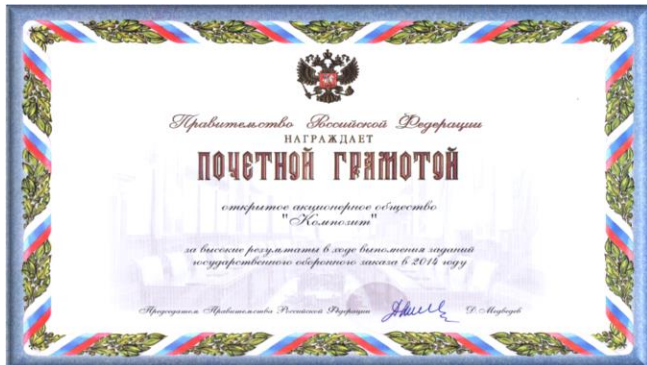 Правительство Российской Федерации
НАГРАЖДАЕТ
ПОЧЕТНОЙ ГРАМОТОЙ
открытое акционерное общество
"Композит"
за высокие результаты в ходе выполнения заданий
государственного оборонного заказа в 2014 году
Председатель Правительства Российской Федерации Д. Медведев